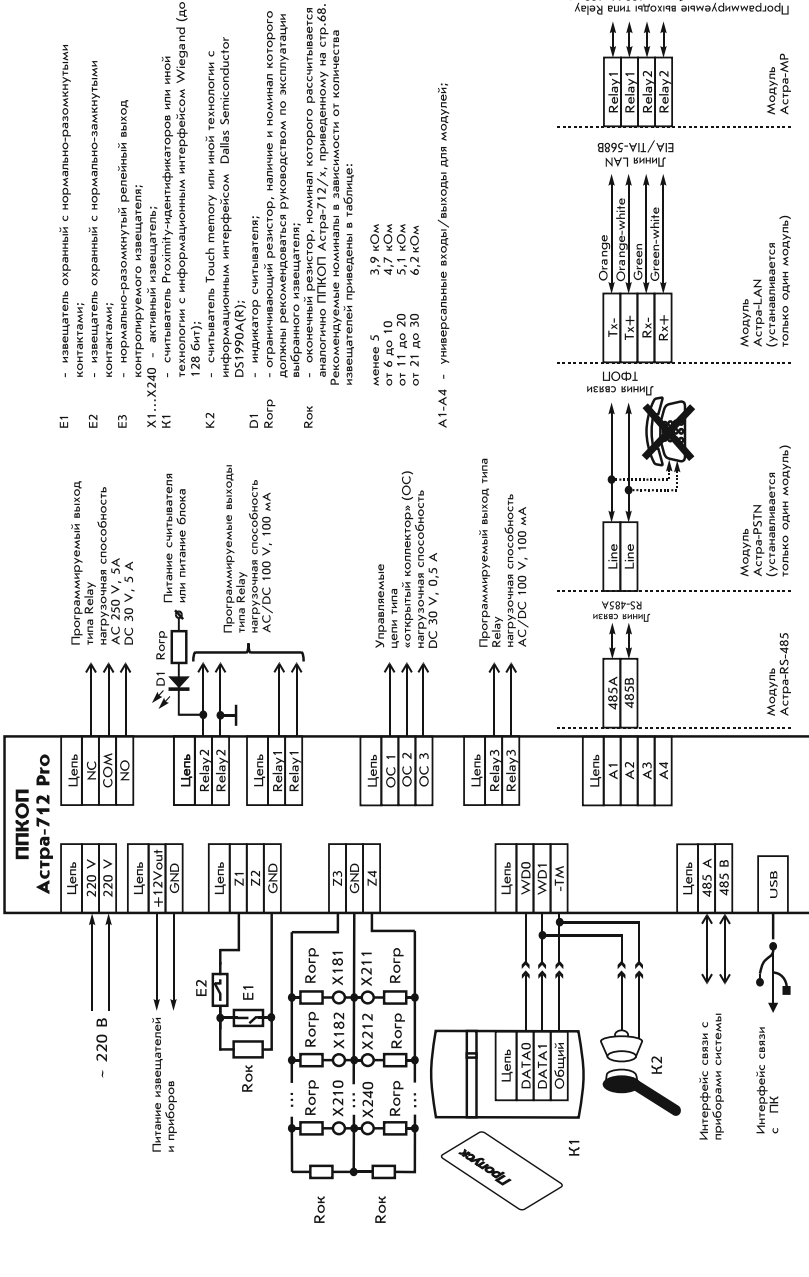 ППКОП
Астра-712 Pro
~ 220 В
Цепь
220 V
220 V
Питание извещателей
и приборов
Цепь
+12Vout
GND
E2
E1
Rок
Цепь
Z1
Z2
GND
Rок
Rок
Rогр
Rогр
Rогр
X210
X182
X181
X240
X212
X211
Rогр
Rогр
Rогр
Z3
GND
Z4
Пропуск
К1
Цепь
DATA0
DATA1
Общий
К2
Цепь
WD0
WD1
-TM
Интерфейс связи с
приборами системы
Цепь
485 A
485 B
Интерфейс связи
с ПК
USB
Цепь
NC
COM
NO
Программируемый выход
типа Relay
нагрузочная способность
AC 250 V, 5A
DC 30 V, 5 A
D1
Rогр
Питание считывателя
или питание блока
Цепь
Relay2
Relay2
Цепь
Relay1
Relay1
Программируемые выходы
типа Relay
нагрузочная способность
AC/DC 100 V, 100 мА
Цепь
OC 1
OC 2
OC 3
Управляемые
цепи типа
«открытый коллектор» (ОС)
нагрузочная способность
DC 30 V, 0,5 А
Цепь
Relay3
Relay3
Программируемый выход типа
Relay
нагрузочная способность
AC/DC 100 V, 100 мА
Цепь
A1
A2
A3
A4
485A
485B
Линия связи
RS-485A
Модуль
Астра-RS-485
Line
Line
Линия связи
ТФОП
Модуль
Астра-PSTN
(устанавливается
только один модуль)
Tx-
Tx+
Rx-
Rx+
Orange
Orange-white
Green
Green-white
Линия LAN
EIA/TIA-568B
Модуль
Астра-LAN
(устанавливается
только один модуль)
Relay1
Relay1
Relay2
Relay2
Программируемые выходы типа Relay
Модуль
Астра-МР
E1 - извещатель охранный с нормально-разомкнутыми
контактами;
E2 - извещатель охранный с нормально-замкнутыми
контактами;
E3 - нормально-разомкнутый релейный выход
контролируемого извещателя;
X1...X240 - активный извещатель;
К1 - считыватель Proximity-идентификаторов или иной
технологии с информационным интерфейсом Wiegand (до
128 бит);
К2 - считыватель Touch memory или иной технологии с
информационным интерфейсом Dallas Semiconductor
DS1990A(R);
D1 - индикатор считывателя;
Rогр - ограничивающий резистор, наличие и номинал которого
должны рекомендоваться руководством по эксплуатации
выбранного извещателя;
Rок - оконечный резистор, номинал которого рассчитывается
аналогично ППКОП Астра-712/х, приведенному на стр.68.
Рекомендуемые номиналы в зависимости от количества
извещателей приведены в таблице:
менее 5 3,9 кОм
от 6 до 10 4,7 кОм
от 11 до 20 5,1 кОм
от 21 до 30 6,2 кОм
A1-A4 - универсальные входы/выходы для модулей;